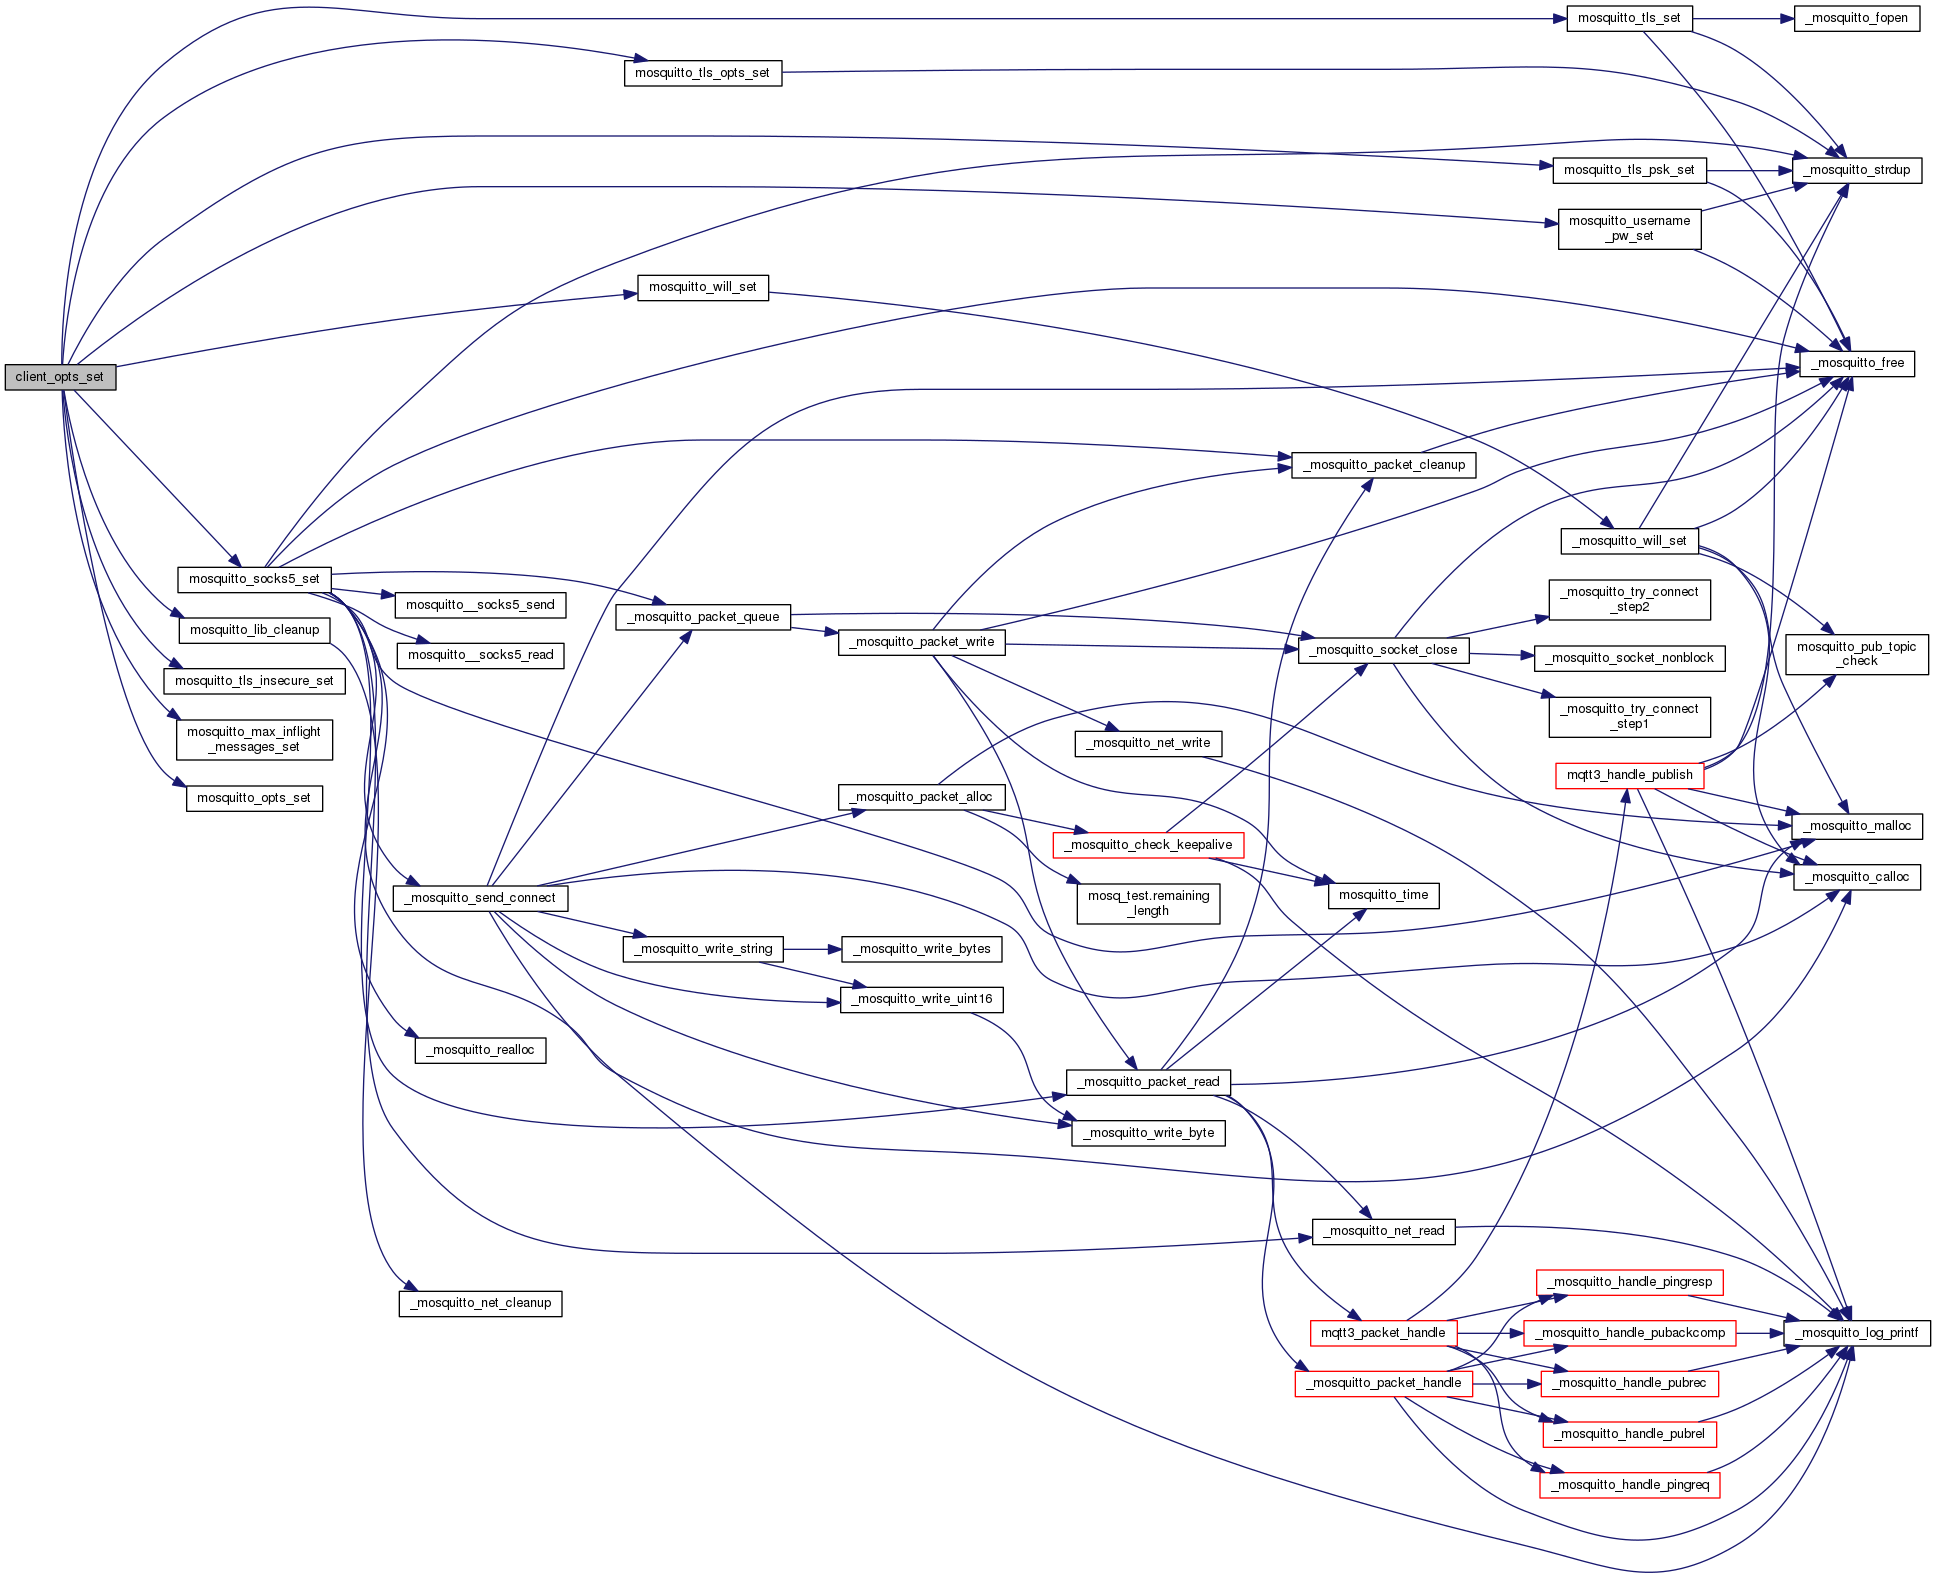 mosquitto_tls_set
_mosquitto_fopen
mosquitto_tls_opts_set
mosquitto_tls_psk_set
_mosquitto_strdup
mosquitto_username
_pw_set
mosquitto_will_set
client_opts_set
_mosquitto_free
_mosquitto_packet_cleanup
_mosquitto_will_set
mosquitto_socks5_set
mosquitto__socks5_send
_mosquitto_try_connect
_step2
_mosquitto_packet_queue
mosquitto_lib_cleanup
_mosquitto_packet_write
_mosquitto_socket_close
mosquitto__socks5_read
_mosquitto_socket_nonblock
mosquitto_pub_topic
_check
mosquitto_tls_insecure_set
_mosquitto_try_connect
_step1
mosquitto_max_inflight
_messages_set
_mosquitto_net_write
mqtt3_handle_publish
mosquitto_opts_set
_mosquitto_packet_alloc
_mosquitto_malloc
_mosquitto_check_keepalive
_mosquitto_calloc
_mosquitto_send_connect
mosq_test.remaining
_length
mosquitto_time
_mosquitto_write_string
_mosquitto_write_bytes
_mosquitto_write_uint16
_mosquitto_realloc
_mosquitto_packet_read
_mosquitto_write_byte
_mosquitto_net_read
_mosquitto_handle_pingresp
_mosquitto_net_cleanup
mqtt3_packet_handle
_mosquitto_handle_pubackcomp
_mosquitto_log_printf
_mosquitto_packet_handle
_mosquitto_handle_pubrec
_mosquitto_handle_pubrel
_mosquitto_handle_pingreq